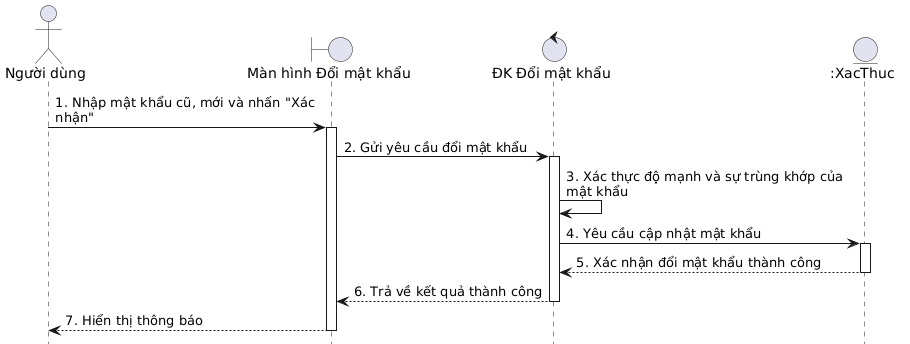 Người dùng
Màn hình Đổi mật khẩu
ĐK Đổi mật khẩu
:XacThuc
1. Nhập mật khẩu cũ, mới và nhấn "Xác
nhận"
2. Gửi yêu cầu đổi mật khẩu
3. Xác thực độ mạnh và sự trùng khớp của
mật khẩu
4. Yêu cầu cập nhật mật khẩu
5. Xác nhận đổi mật khẩu thành công
6. Trả về kết quả thành công
7. Hiển thị thông báo